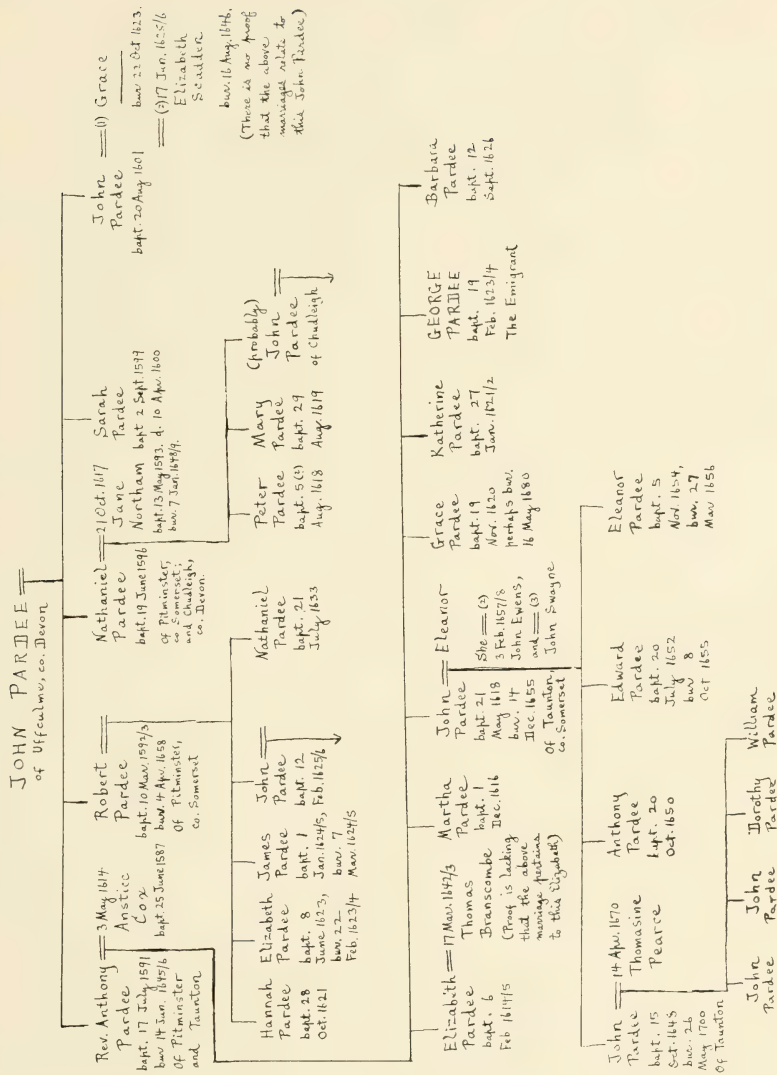 JOHN PARDEE
of Uffculme, co. Devon
Rev. Anthony
Pardee
bapt. 17 July 1591
bur 14 Jan. 1645/6
Of Pitminster
and Taunton
3 May 1614
Anstice
Cox
bapt. 25 June 1587
Robert
Pardee
bapt. 10 Mar. 1592/3
bur. 4 Apr. 1658
Of Pitminster,
co. Somerset
Nathaniel
Pardee
bapt. 19 June 1596
Of Pitminster,
co Somerset;
and Chudleigh,
co. Devon.
21 Oct. 1617
Jane
Northam
bapt. 13 May 1593.
bur. 7 Jan. 1648/9.
Sarah
Pardee
bapt 2 Sept. 1599
d. 10 Apr. 1600
John
Pardee
bapt. 20 Aug 1601
(1) Grace
bur 22 Oct 1623.
(2) 17 Jan. 1625/6
Elizabeth
Scadden
bur. 16 Aug. 1646.
(There is no proof
that the above
marriages relate to
this John Pardee)
Hannah
Pardee
bapt. 28
Oct. 1621
Elizabeth
Pardee
bapt. 8
June 1623,
bur. 22
Feb. 1623/4
James
Pardee
bapt. 1
Jan. 1624/5,
bur. 7
Mar. 1624/5
John
Pardee
bapt. 12
Feb. 1625/6
Nathaniel
Pardee
bapt. 21
July 1633
Peter
Pardee
bapt. 5(?)
Aug. 1618
Mary
Pardee
bapt. 29
Aug. 1619
(probably)
John
Pardee
of Chudleigh
Elizabeth
Pardee
bapt. 6
Feb 1614/5
17 Mar. 1642/3
Thomas
Branscombe
(Proof is lacking
that the above
marriage pertains
to this Elizabeth)
Martha
Pardee
bapt. 1
Dec. 1616
John
Pardee
bapt. 21
May 1618
bur. 14
Dec. 1655
Of Taunton,
co. Somerset
Eleanor
She (2)
3 Feb. 1657/8
John Ewens,
and (3)
John Swayne
Grace
Pardee
bapt. 19
Nov. 1620
perhaps bur.
16 May 1680
Katherine
Pardee
bapt. 27
Jan. 1621/2
GEORGE
PARDEE
bapt. 19
Feb. 1623/4
The Emigrant
Barbara
Pardee
bapt. 12
Sept. 1626
John
Pardee
bapt. 15
Oct. 1648
bur. 26
May 1700
Of Taunton
14 Apr. 1670
Thomasine
Pearce
Anthony
Pardee
bapt. 20
Oct. 1650
Edward
Pardee
bapt. 20
July 1652
bur 8
Oct 1655
Eleanor
Pardee
bapt. 5
Nov. 1654,
bur. 27
Mar 1656
John
Pardee
John
Pardee
Dorothy
Pardee
William
Pardee